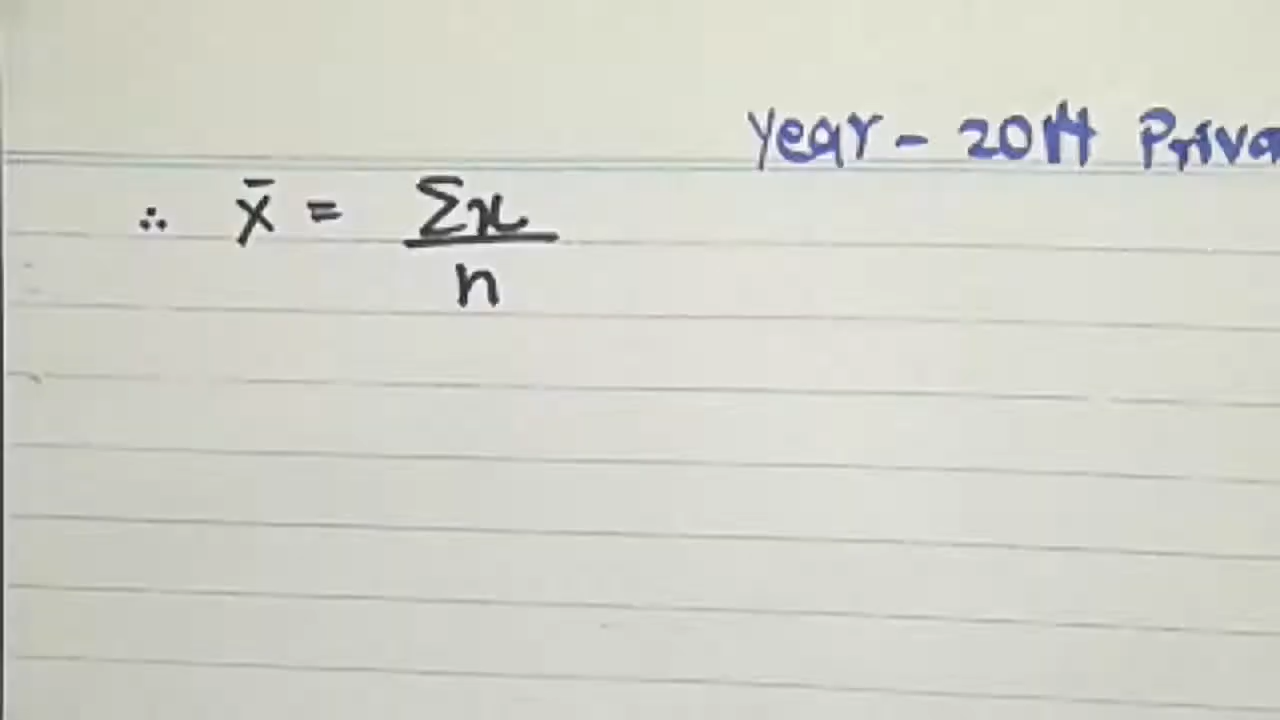 Year - 2014 Priva
∴ x̄ = Σx
n